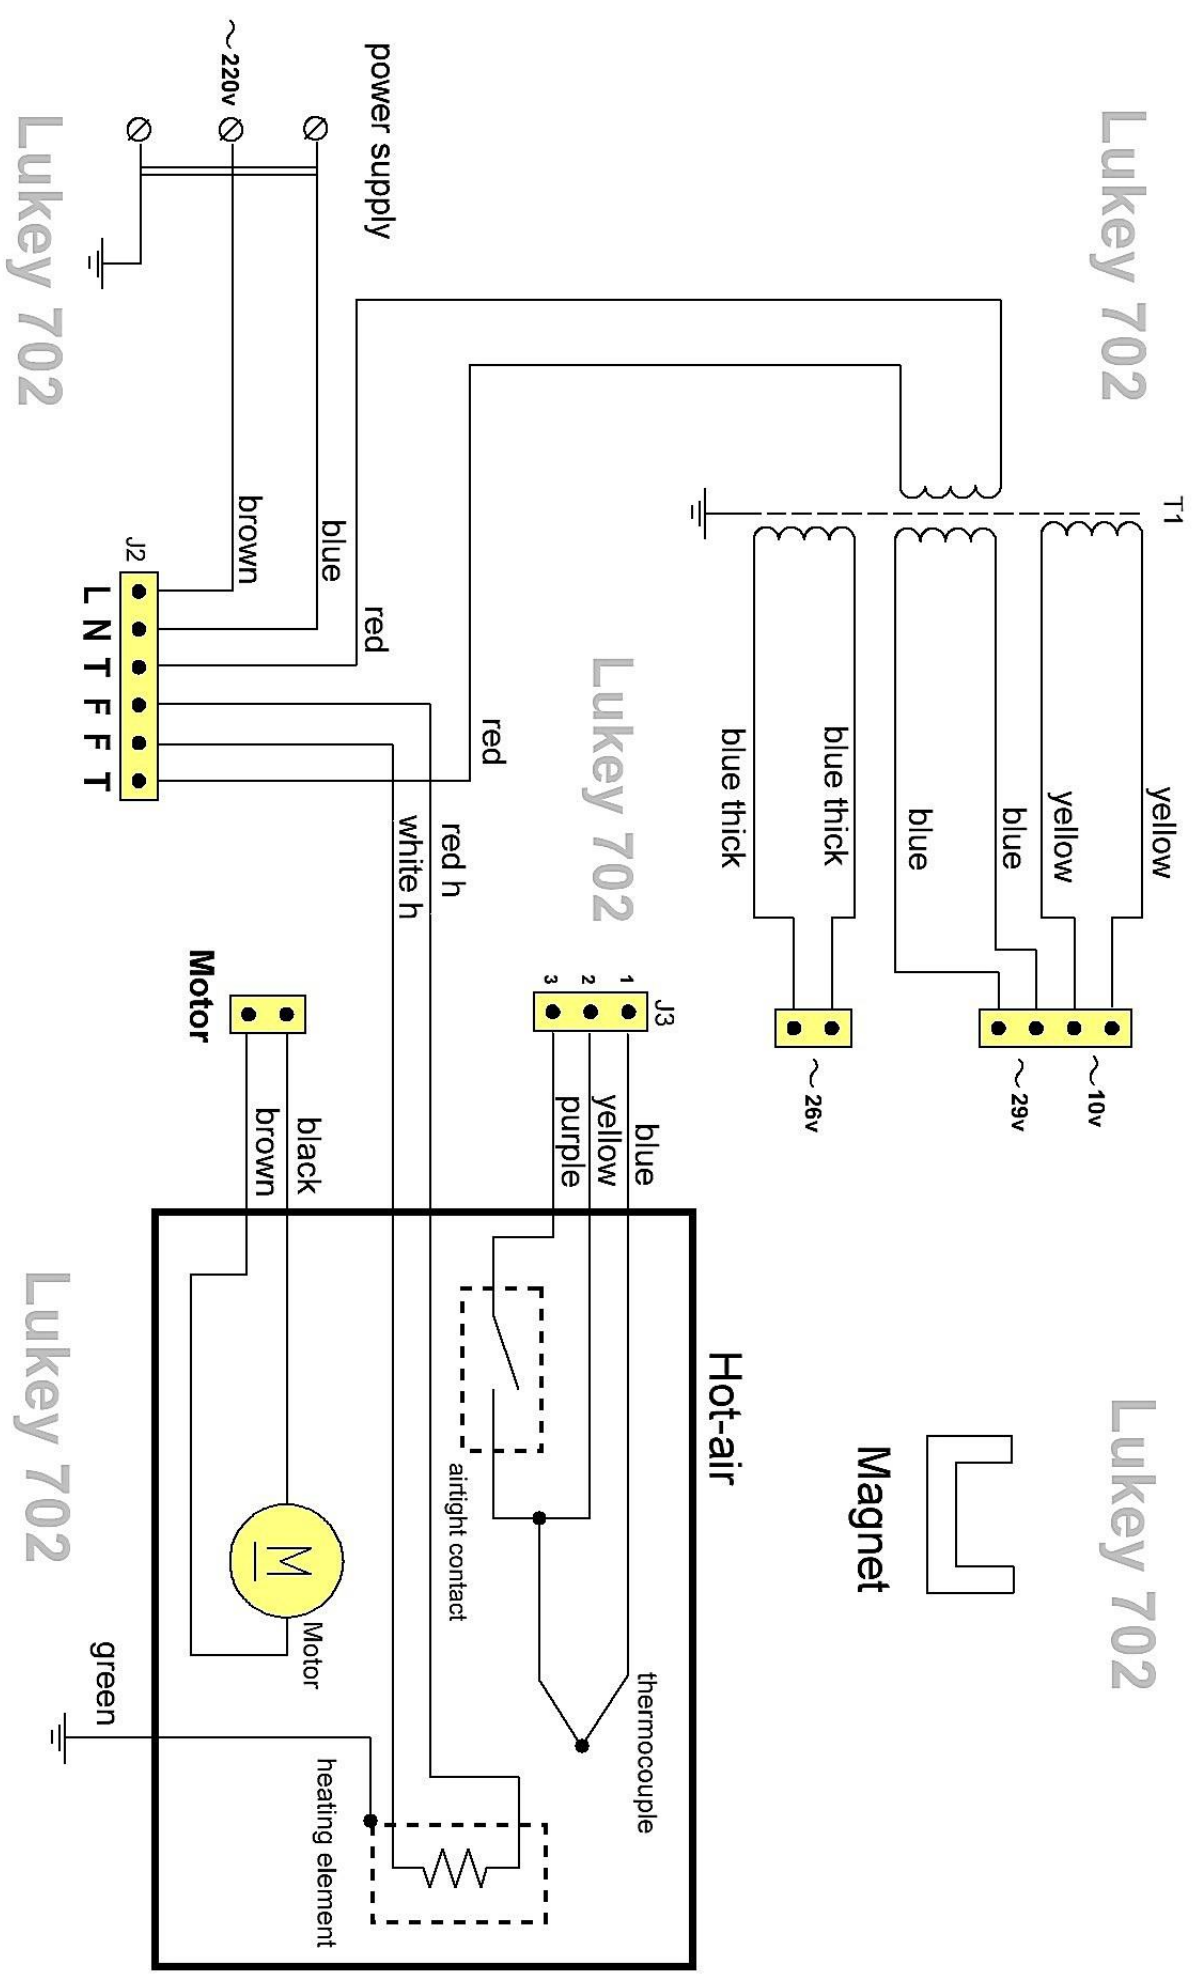 Lukey 702
Lukey 702
Lukey 702
Lukey 702
Lukey 702
T1
yellow
yellow
blue
blue
blue thick
blue thick
~10v
~29v
~26v
Magnet
power supply
~220v
blue
brown
red
red
J2
L N T F F T
red h
white h
J3
1
2
3
blue
yellow
purple
Motor
black
brown
Hot-air
thermocouple
airtight contact
M
Motor
heating element
green